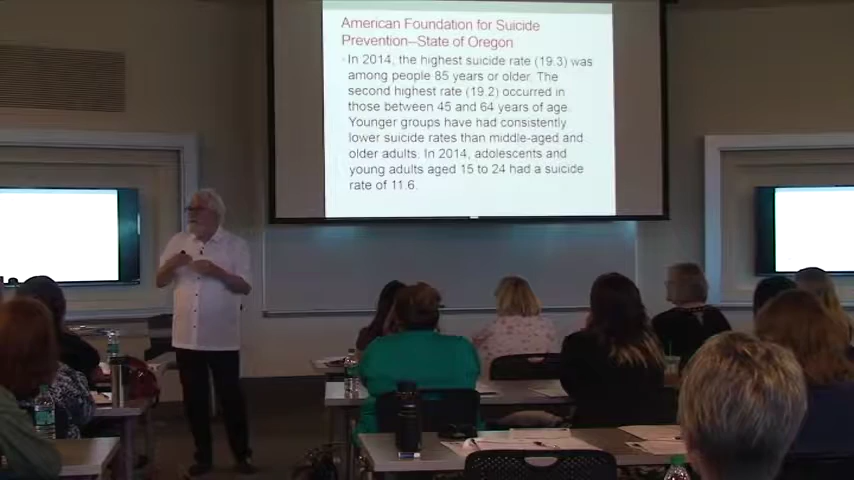 American Foundation for Suicide
Prevention–State of Oregon
· In 2014, the highest suicide rate (19.3) was
among people 85 years or older. The
second highest rate (19.2) occurred in
those between 45 and 64 years of age.
Younger groups have had consistently
lower suicide rates than middle-aged and
older adults. In 2014, adolescents and
young adults aged 15 to 24 had a suicide
rate of 11.6.